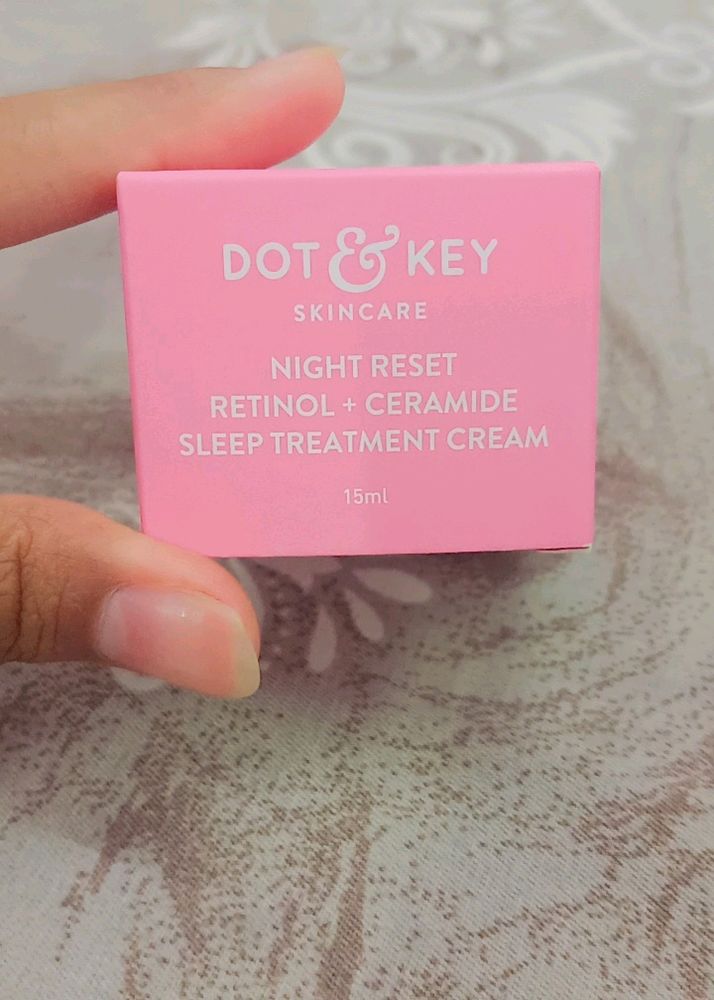 DOT & KEY
SKINCARE
NIGHT RESET
RETINOL + CERAMIDE
SLEEP TREATMENT CREAM
15ml